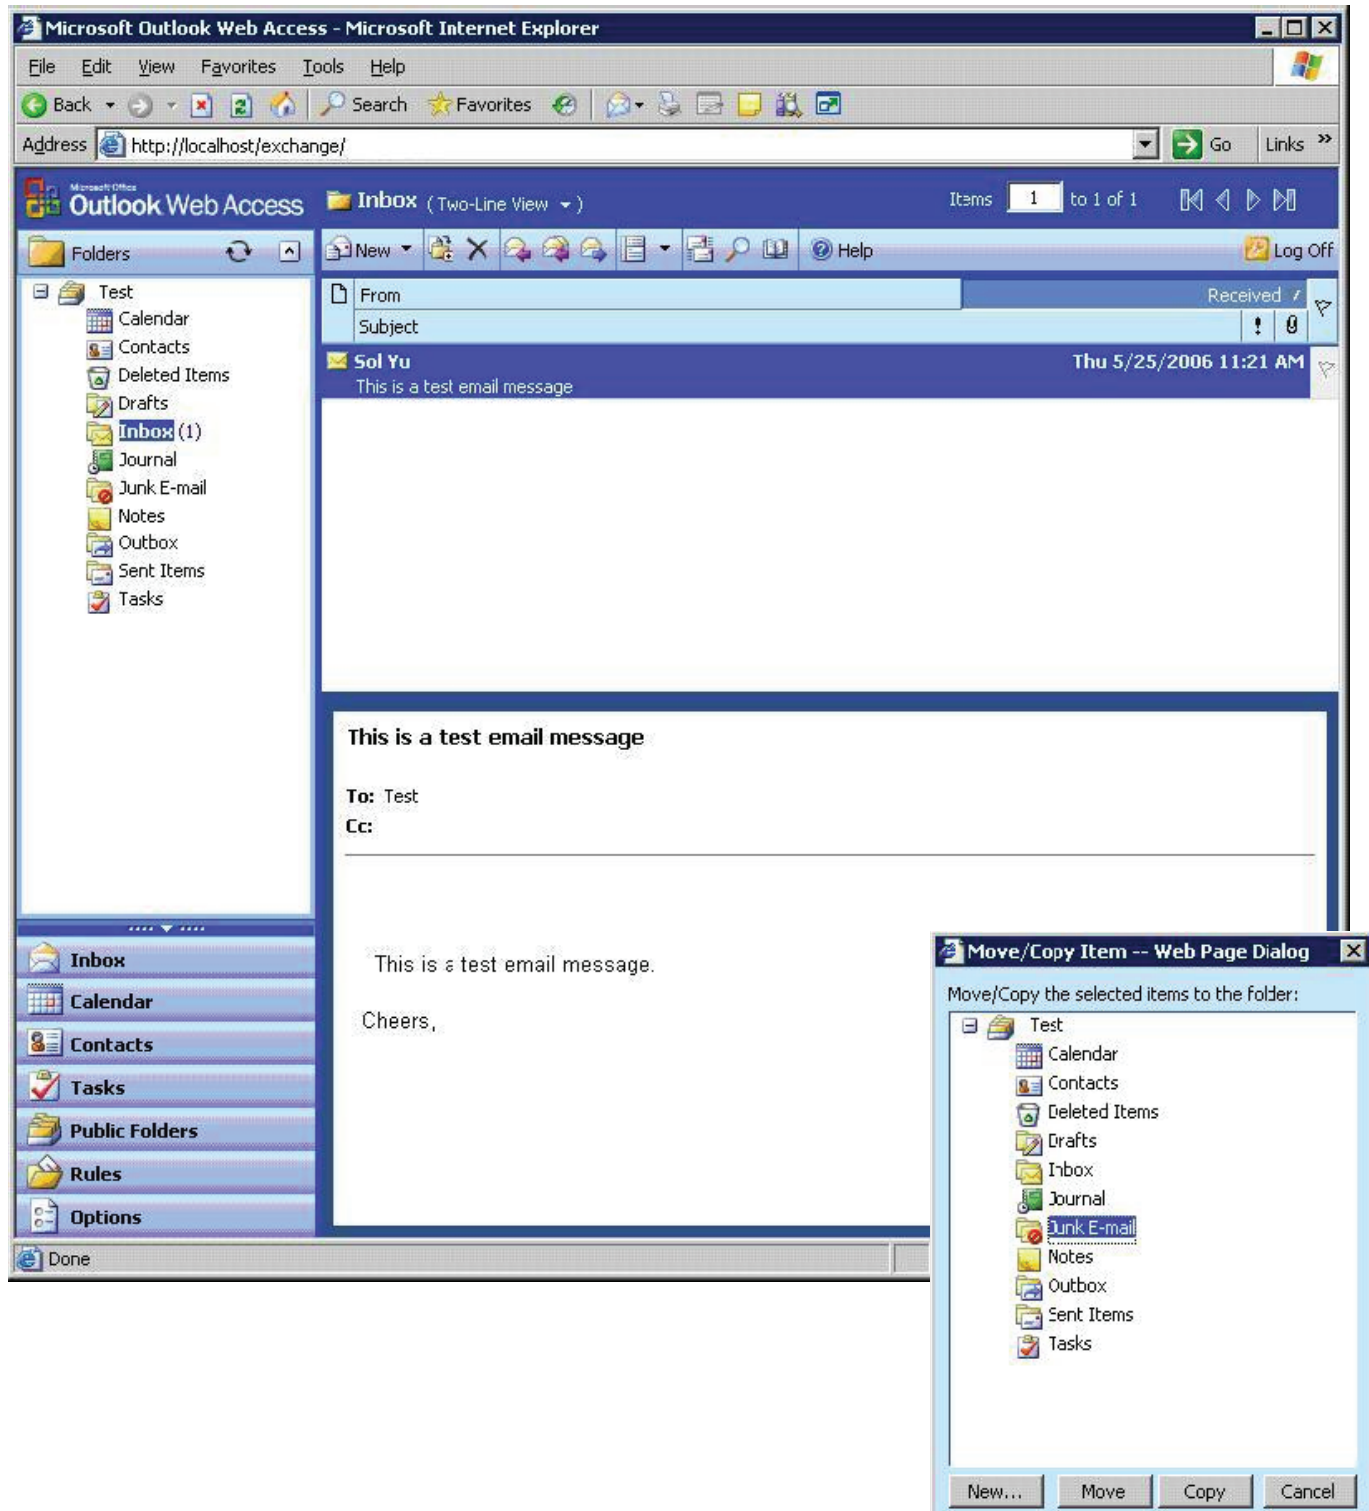 Microsoft Outlook Web Access - Microsoft Internet Explorer
File Edit View Favorites Tools Help
Back Search Favorites
Address http://localhost/exchange/ Go Links »
Microsoft Office
Outlook Web Access Inbox (Two-Line View ) Items 1 to 1 of 1
Folders New Help Log Off
Test
Calendar
Contacts
Deleted Items
Drafts
Inbox (1)
Journal
Junk E-mail
Notes
Outbox
Sent Items
Tasks
From Received
Subject
Sol Yu Thu 5/25/2006 11:21 AM
This is a test email message
This is a test email message
To: Test
Cc:
This is a test email message.
Cheers,
Inbox
Calendar
Contacts
Tasks
Public Folders
Rules
Options
Done
Move/Copy Item -- Web Page Dialog
Move/Copy the selected items to the folder:
Test
Calendar
Contacts
Deleted Items
Drafts
Inbox
Journal
Junk E-mail
Notes
Outbox
Sent Items
Tasks
New... Move Copy Cancel